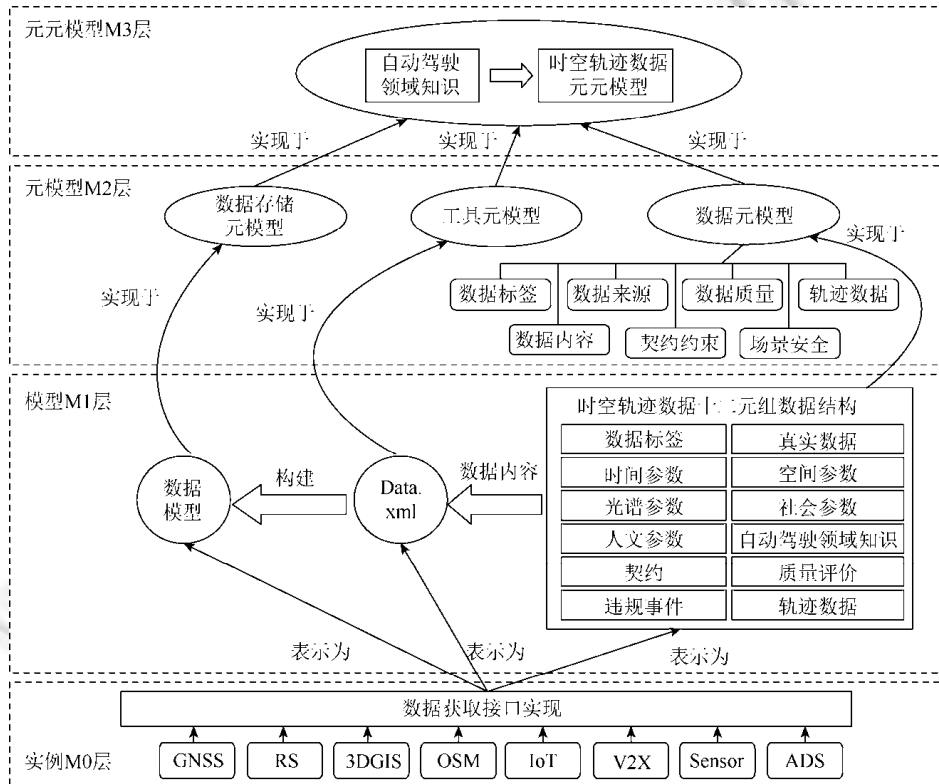 元元模型M3层
自动驾驶
领域知识
时空轨迹数据
元元模型
实现于
实现于
实现于
元模型M2层
数据存储
元模型
工具元模型
数据元模型
实现于
实现于
实现于
数据标签
数据来源
数据质量
轨迹数据
数据内容
契约约束
场景安全
模型M1层
时空轨迹数据十二元组数据结构
数据标签
真实数据
时间参数
空间参数
光谱参数
社会参数
人文参数
自动驾驶领域知识
契约
质量评价
违规事件
轨迹数据
数据
模型
构建
Data.
xml
数据内容
表示为
表示为
表示为
数据获取接口实现
实例M0层
GNSS
RS
3DGIS
OSM
IoT
V2X
Sensor
ADS